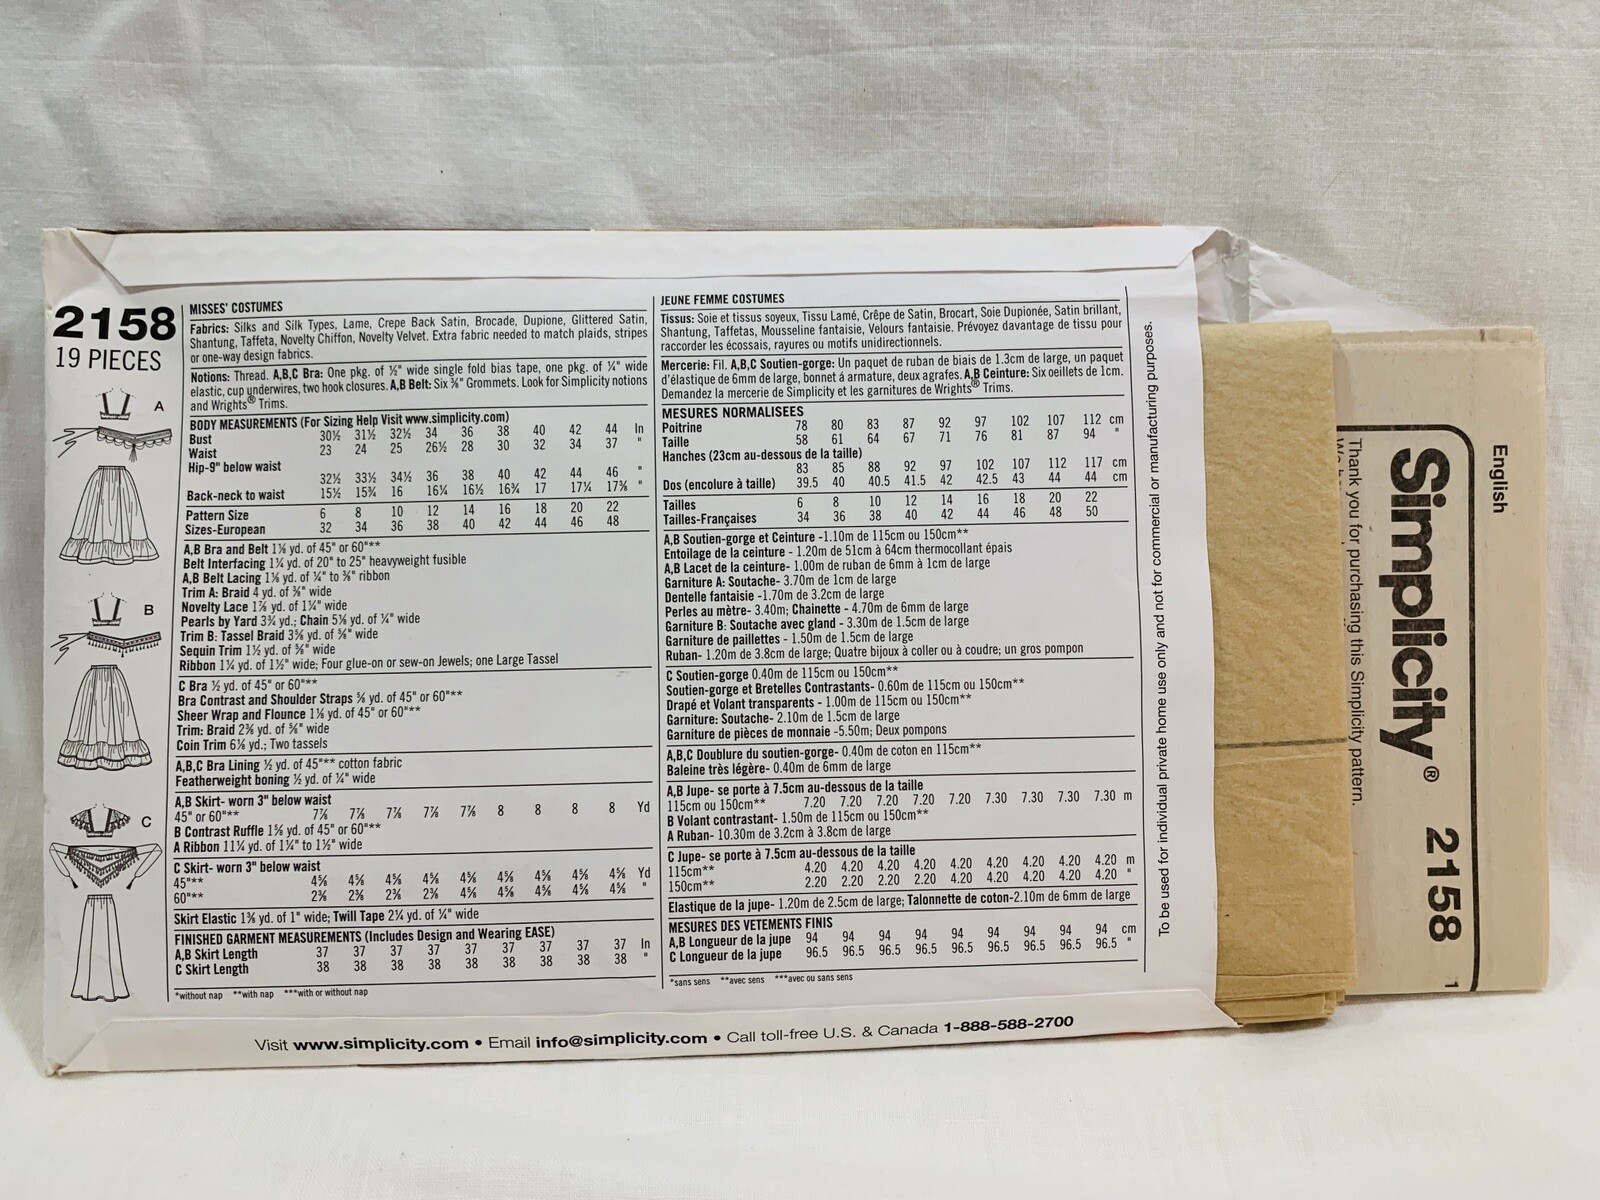 2158
19 PIECES
A
B
C
MISSES' COSTUMES
Fabrics: Silks and Silk Types, Lame, Crepe Back Satin, Brocade, Dupione, Glittered Satin,
Shantung, Taffeta, Novelty Chiffon, Novelty Velvet. Extra fabric needed to match plaids, stripes
or one-way design fabrics.
Notions: Thread. A,B,C Bra: One pkg. of ½" wide single fold bias tape, one pkg. of ¼" wide
elastic, cup underwires, two hook closures. A,B Belt: Six ⅜" Grommets. Look for Simplicity notions
and Wrights® Trims.
BODY MEASUREMENTS (For Sizing Help Visit www.simplicity.com)
Bust 30½ 31½ 32½ 34 36 38 40 42 44 In
Waist 23 24 25 26½ 28 30 32 34 37 "
Hip-9" below waist
32½ 33½ 34½ 36 38 40 42 44 46 "
Back-neck to waist 15½ 15¾ 16 16¼ 16½ 16¾ 17 17¼ 17⅜ "
Pattern Size 6 8 10 12 14 16 18 20 22
Sizes-European 32 34 36 38 40 42 44 46 48
A,B Bra and Belt 1⅛ yd. of 45" or 60"**
Belt Interfacing 1¼ yd. of 20" to 25" heavyweight fusible
A,B Belt Lacing 1⅛ yd. of ¼" to ⅜" ribbon
Trim A: Braid 4 yd. of ⅜" wide
Novelty Lace 1⅞ yd. of 1¼" wide
Pearls by Yard 3¾ yd.; Chain 5⅛ yd. of ¼" wide
Trim B: Tassel Braid 3⅝ yd. of ⅝" wide
Sequin Trim 1½ yd. of ⅝" wide
Ribbon 1¼ yd. of 1½" wide; Four glue-on or sew-on Jewels; one Large Tassel
C Bra ½ yd. of 45" or 60"**
Bra Contrast and Shoulder Straps ⅝ yd. of 45" or 60"**
Sheer Wrap and Flounce 1⅛ yd. of 45" or 60"**
Trim: Braid 2⅜ yd. of ⅝" wide
Coin Trim 6⅛ yd.; Two tassels
A,B,C Bra Lining ½ yd. of 45"** cotton fabric
Featherweight boning ½ yd. of ¼" wide
A,B Skirt- worn 3" below waist
45" or 60"** 7⅞ 7⅞ 7⅞ 7⅞ 7⅞ 8 8 8 8 Yd
B Contrast Ruffle 1⅝ yd. of 45" or 60"**
A Ribbon 11¼ yd. of 1¼" to 1½" wide
C Skirt- worn 3" below waist
45"** 4⅝ 4⅝ 4⅝ 4⅝ 4⅝ 4⅝ 4⅝ 4⅝ 4⅝ Yd
60"** 2⅜ 2⅜ 2⅜ 2⅜ 4⅝ 4⅝ 4⅝ 4⅝ 4⅝ "
Skirt Elastic 1⅜ yd. of 1" wide; Twill Tape 2¼ yd. of ¼" wide
FINISHED GARMENT MEASUREMENTS (Includes Design and Wearing EASE)
A,B Skirt Length 37 37 37 37 37 37 37 37 37 In
C Skirt Length 38 38 38 38 38 38 38 38 38 "
*without nap **with nap ***with or without nap
JEUNE FEMME COSTUMES
Tissus: Soie et tissus soyeux, Tissu Lamé, Crêpe de Satin, Brocart, Soie Dupionée, Satin brillant,
Shantung, Taffetas, Mousseline fantaisie, Velours fantaisie. Prévoyez davantage de tissu pour
raccorder les écossais, rayures ou motifs unidirectionnels.
Mercerie: Fil. A,B,C Soutien-gorge: Un paquet de ruban de biais de 1.3cm de large, un paquet
d'élastique de 6mm de large, bonnet á armature, deux agrafes. A,B Ceinture: Six oeillets de 1cm.
Demandez la mercerie de Simplicity et les garnitures de Wrights® Trims.
MESURES NORMALISEES
Poitrine 78 80 83 87 92 97 102 107 112 cm
Taille 58 61 64 67 71 76 81 87 94 "
Hanches (23cm au-dessous de la taille)
83 85 88 92 97 102 107 112 117 cm
Dos (encolure à taille) 39.5 40 40.5 41.5 42 42.5 43 44 44 cm
Tailles 6 8 10 12 14 16 18 20 22
Tailles-Françaises 34 36 38 40 42 44 46 48 50
A,B Soutien-gorge et Ceinture -1.10m de 115cm ou 150cm**
Entoilage de la ceinture - 1.20m de 51cm à 64cm thermocollant épais
A,B Lacet de la ceinture- 1.00m de ruban de 6mm à 1cm de large
Garniture A: Soutache- 3.70m de 1cm de large
Dentelle fantaisie -1.70m de 3.2cm de large
Perles au mètre- 3.40m; Chainette - 4.70m de 6mm de large
Garniture B: Soutache avec gland - 3.30m de 1.5cm de large
Garniture de paillettes - 1.50m de 1.5cm de large
Ruban- 1.20m de 3.8cm de large; Quatre bijoux à coller ou à coudre; un gros pompon
C Soutien-gorge 0.40m de 115cm ou 150cm**
Soutien-gorge et Bretelles Contrastants- 0.60m de 115cm ou 150cm**
Drapé et Volant transparents - 1.00m de 115cm ou 150cm**
Garniture: Soutache- 2.10m de 1.5cm de large
Garniture de pièces de monnaie -5.50m; Deux pompons
A,B,C Doublure du soutien-gorge- 0.40m de coton en 115cm**
Baleine très légère- 0.40m de 6mm de large
A,B Jupe- se porte à 7.5cm au-dessous de la taille
115cm ou 150cm** 7.20 7.20 7.20 7.20 7.20 7.30 7.30 7.30 7.30 m
B Volant contrastant- 1.50m de 115cm ou 150cm**
A Ruban- 10.30m de 3.2cm à 3.8cm de large
C Jupe- se porte à 7.5cm au-dessous de la taille
115cm** 4.20 4.20 4.20 4.20 4.20 4.20 4.20 4.20 4.20 m
150cm** 2.20 2.20 2.20 2.20 4.20 4.20 4.20 4.20 4.20 "
Elastique de la jupe- 1.20m de 2.5cm de large; Talonnette de coton-2.10m de 6mm de large
MESURES DES VETEMENTS FINIS
A,B Longueur de la jupe 94 94 94 94 94 94 94 94 94 cm
C Longueur de la jupe 96.5 96.5 96.5 96.5 96.5 96.5 96.5 96.5 96.5 "
*sans sens **avec sens ***avec ou sans sens
To be used for individual private home use only and not for commercial or manufacturing purposes.
Visit www.simplicity.com • Email info@simplicity.com • Call toll-free U.S. & Canada 1-888-588-2700
English
Simplicity® 2158
Thank you for purchasing this Simplicity pattern.
1